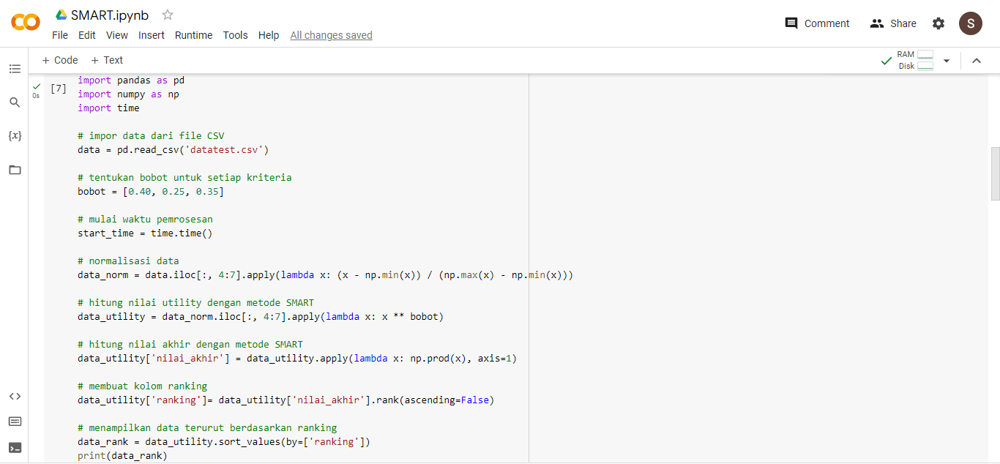 SMART.ipynb
File Edit View Insert Runtime Tools Help All changes saved
Comment Share S
+ Code + Text
RAM
Disk
0s
[7]
import pandas as pd
import numpy as np
import time
# impor data dari file CSV
data = pd.read_csv('datatest.csv')
# tentukan bobot untuk setiap kriteria
bobot = [0.40, 0.25, 0.35]
# mulai waktu pemrosesan
start_time = time.time()
# normalisasi data
data_norm = data.iloc[:, 4:7].apply(lambda x: (x - np.min(x)) / (np.max(x) - np.min(x)))
# hitung nilai utility dengan metode SMART
data_utility = data_norm.iloc[:, 4:7].apply(lambda x: x ** bobot)
# hitung nilai akhir dengan metode SMART
data_utility['nilai_akhir'] = data_utility.apply(lambda x: np.prod(x), axis=1)
# membuat kolom ranking
data_utility['ranking']= data_utility['nilai_akhir'].rank(ascending=False)
# menampilkan data terurut berdasarkan ranking
data_rank = data_utility.sort_values(by=['ranking'])
print(data_rank)
{x}